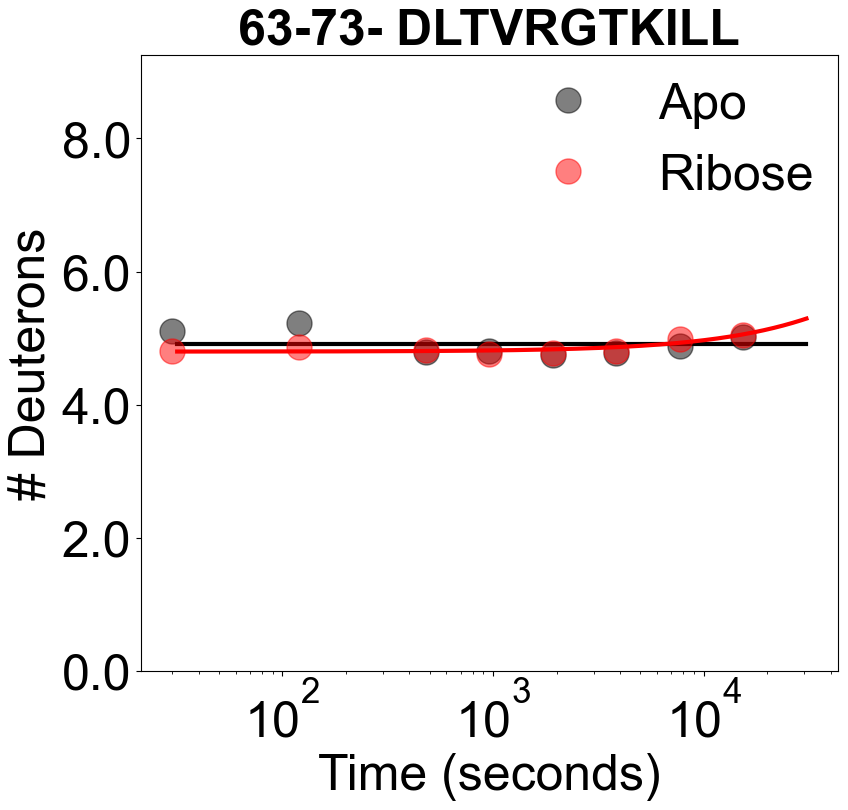 63-73- DLTVRGTKILL
Apo
Ribose
# Deuterons
8.0
6.0
4.0
2.0
0.0
10^2 10^3 10^4
Time (seconds)